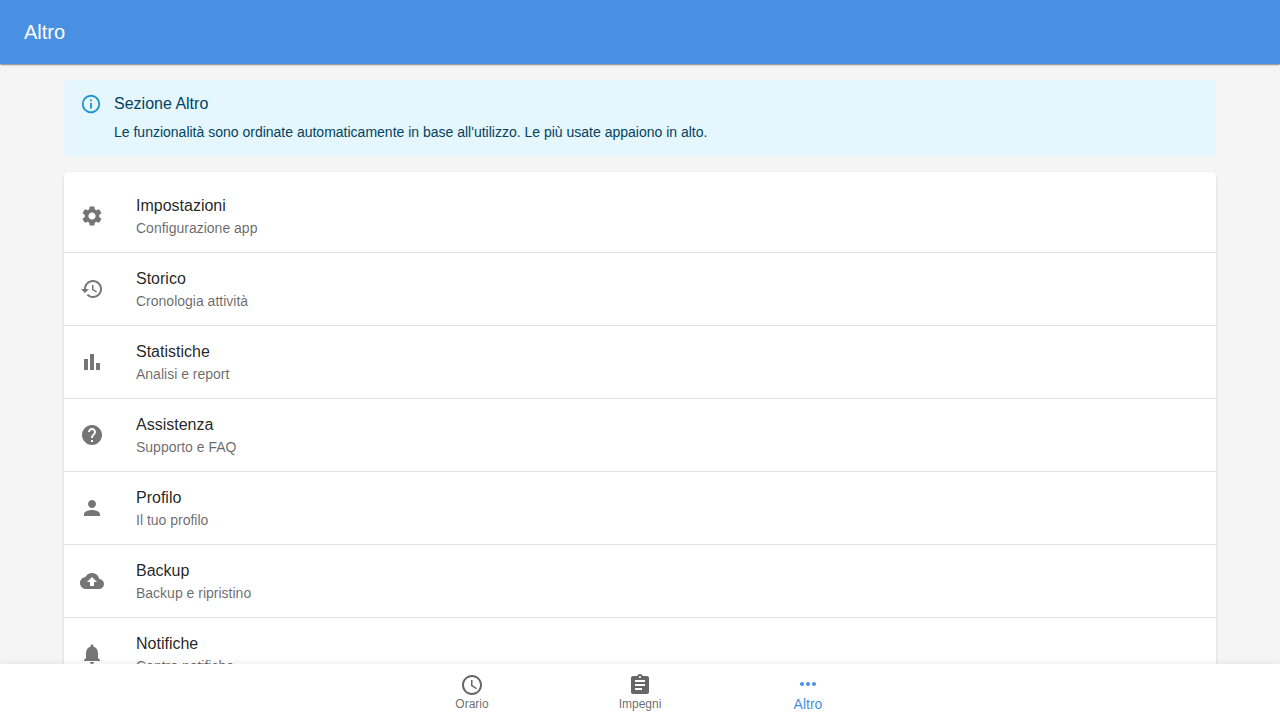 Altro
Sezione Altro
Le funzionalità sono ordinate automaticamente in base all'utilizzo. Le più usate appaiono in alto.
Impostazioni
Configurazione app
Storico
Cronologia attività
Statistiche
Analisi e report
Assistenza
Supporto e FAQ
Profilo
Il tuo profilo
Backup
Backup e ripristino
Notifiche
Centro notifiche
Orario
Impegni
Altro